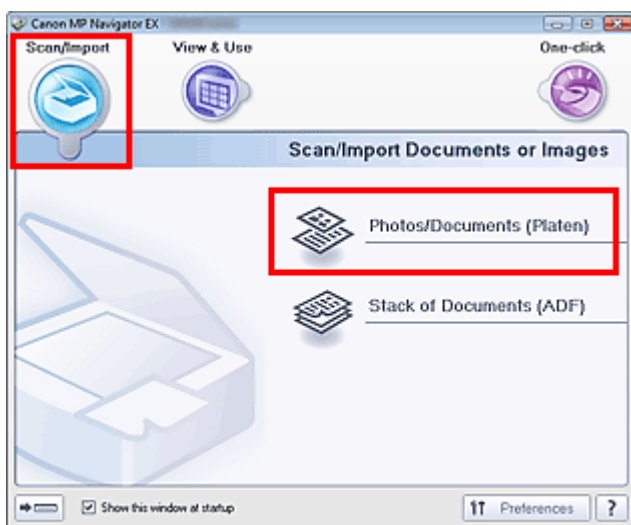 Canon MP Navigator EX
Scan/Import
View & Use
One-click
Scan/Import Documents or Images
Photos/Documents (Platen)
Stack of Documents (ADF)
Show this window at startup
Preferences
?